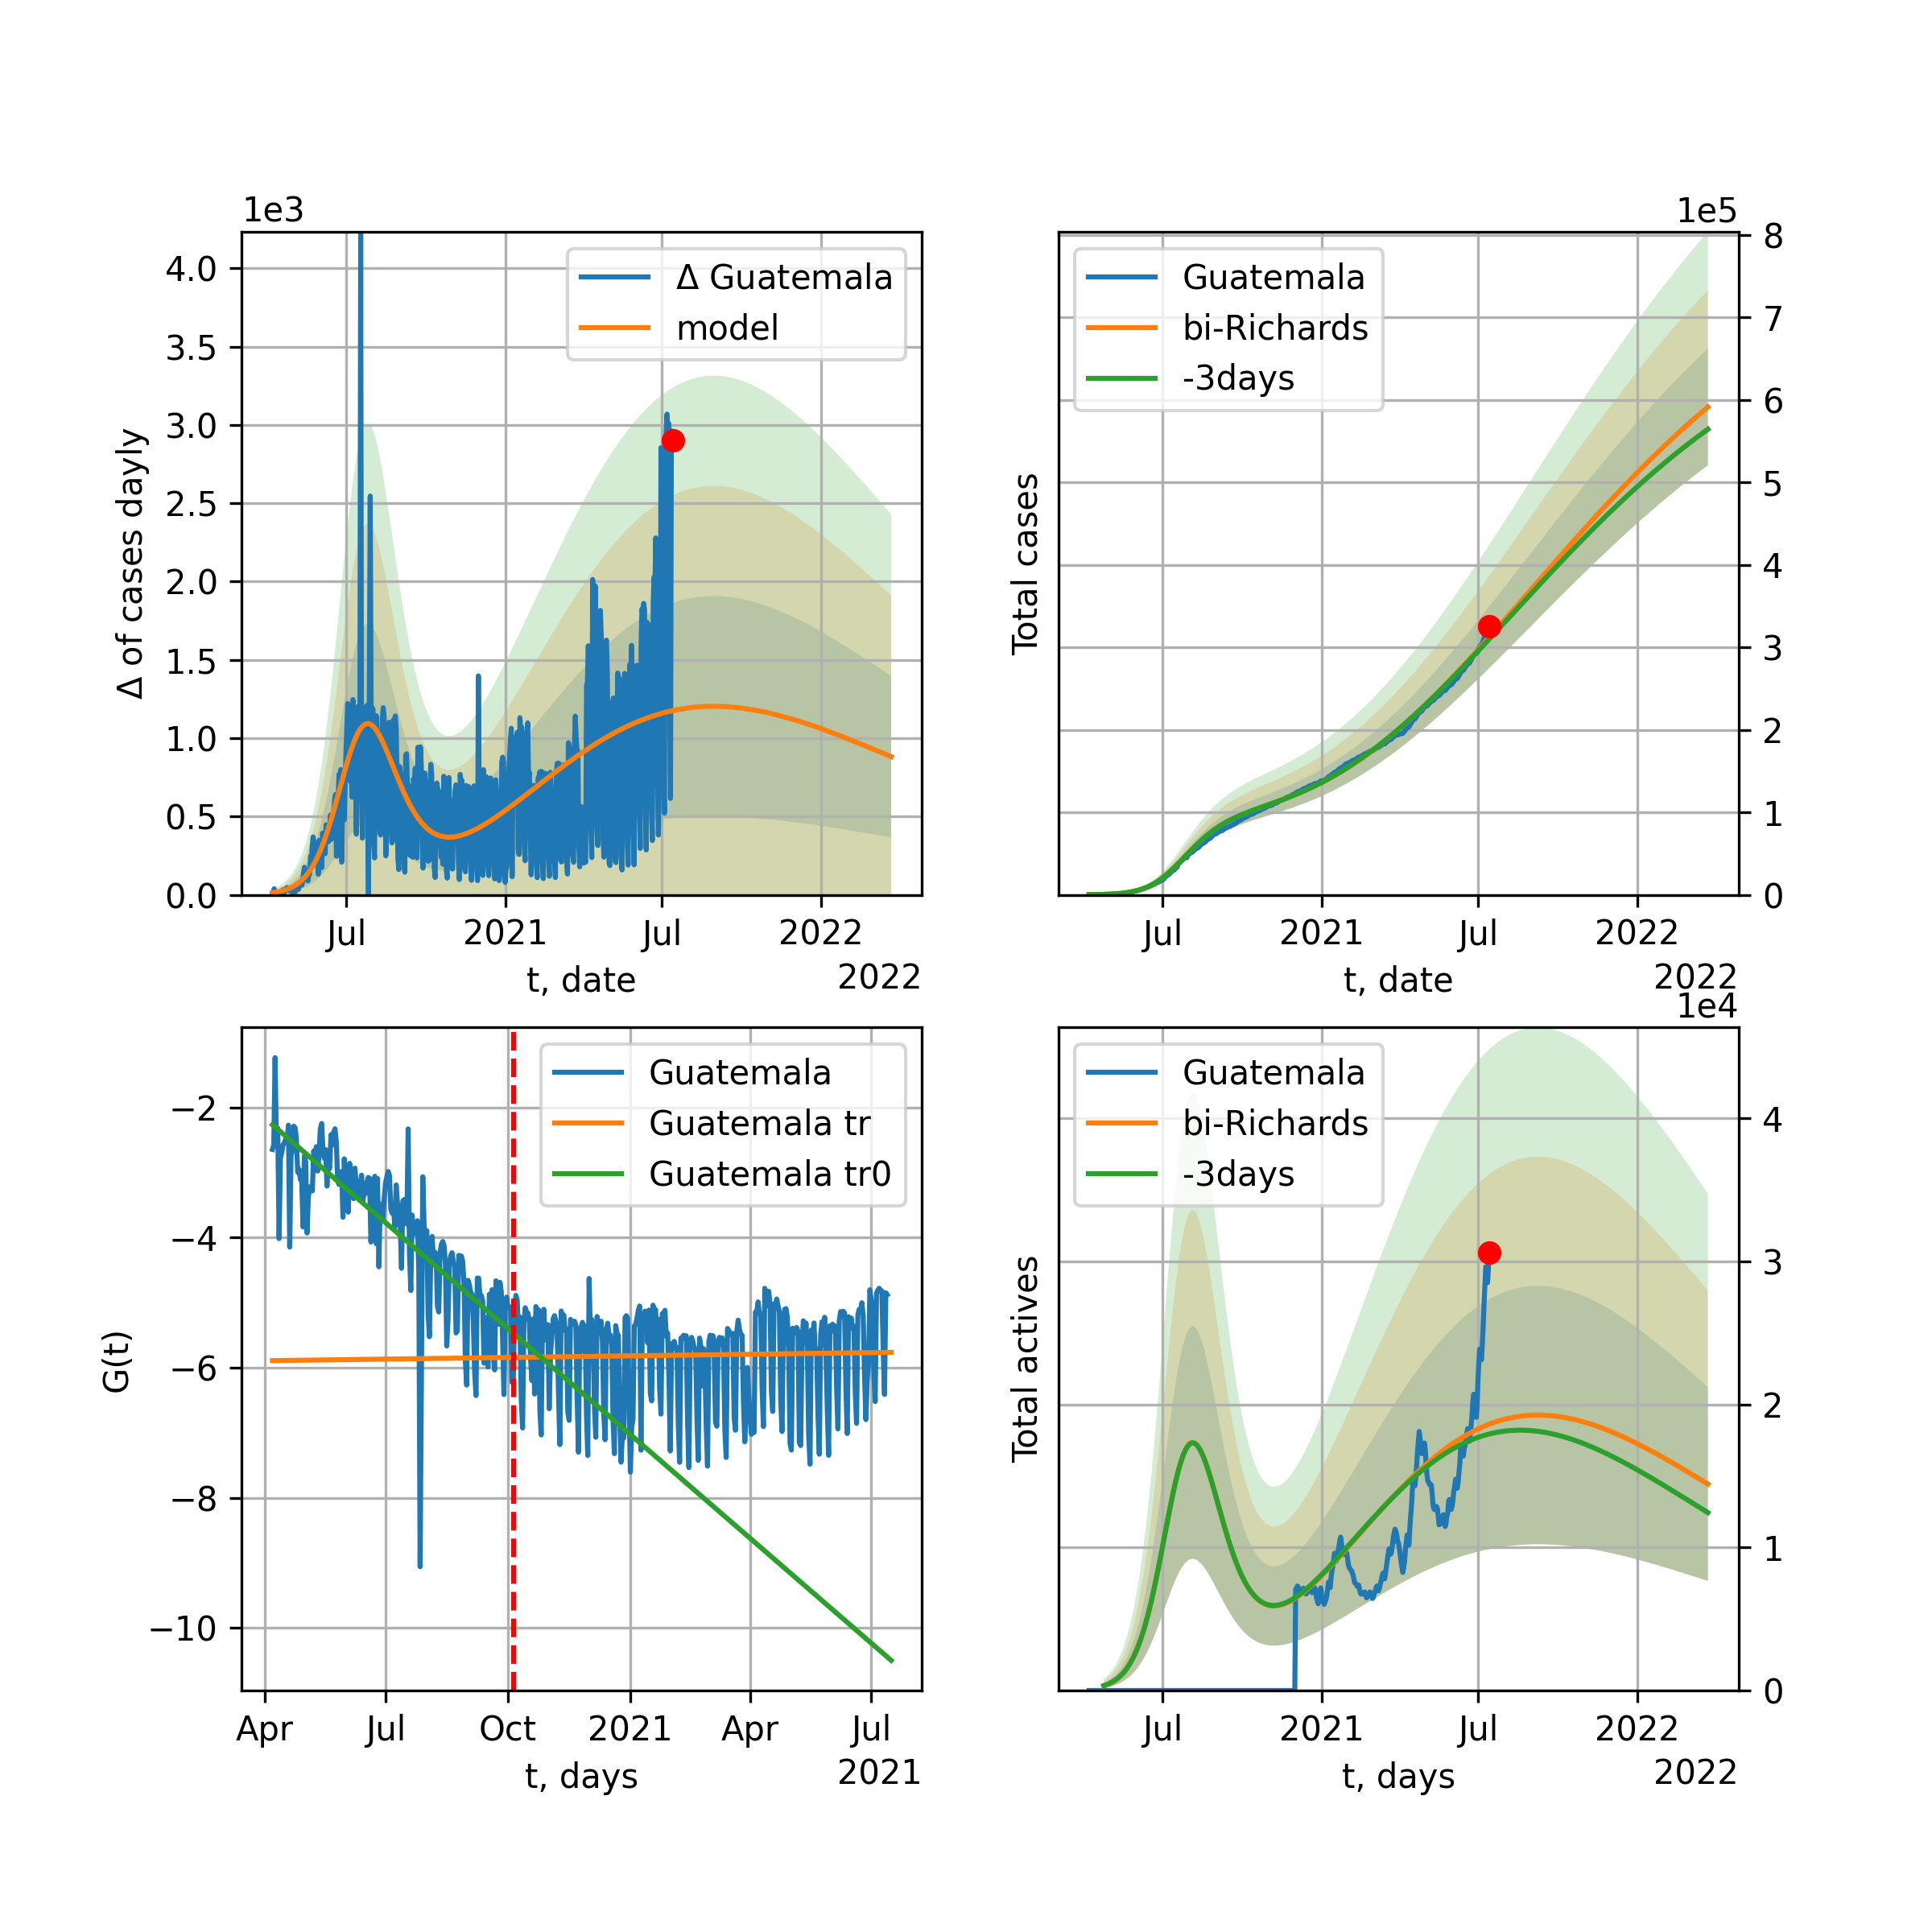 1e3
4.0
3.5
3.0
2.5
2.0
1.5
1.0
0.5
0.0
Δ of cases dayly
Δ Guatemala
model
Jul
2021
Jul
2022
t, date
2022
1e5
8
7
6
5
4
3
2
1
0
Total cases
Guatemala
bi-Richards
-3days
Jul
2021
Jul
2022
t, date
2022
−2
−4
−6
−8
−10
G(t)
Guatemala
Guatemala tr
Guatemala tr0
Apr
Jul
Oct
2021
Apr
Jul
t, days
2021
1e4
4
3
2
1
0
Total actives
Guatemala
bi-Richards
-3days
Jul
2021
Jul
2022
t, days
2022